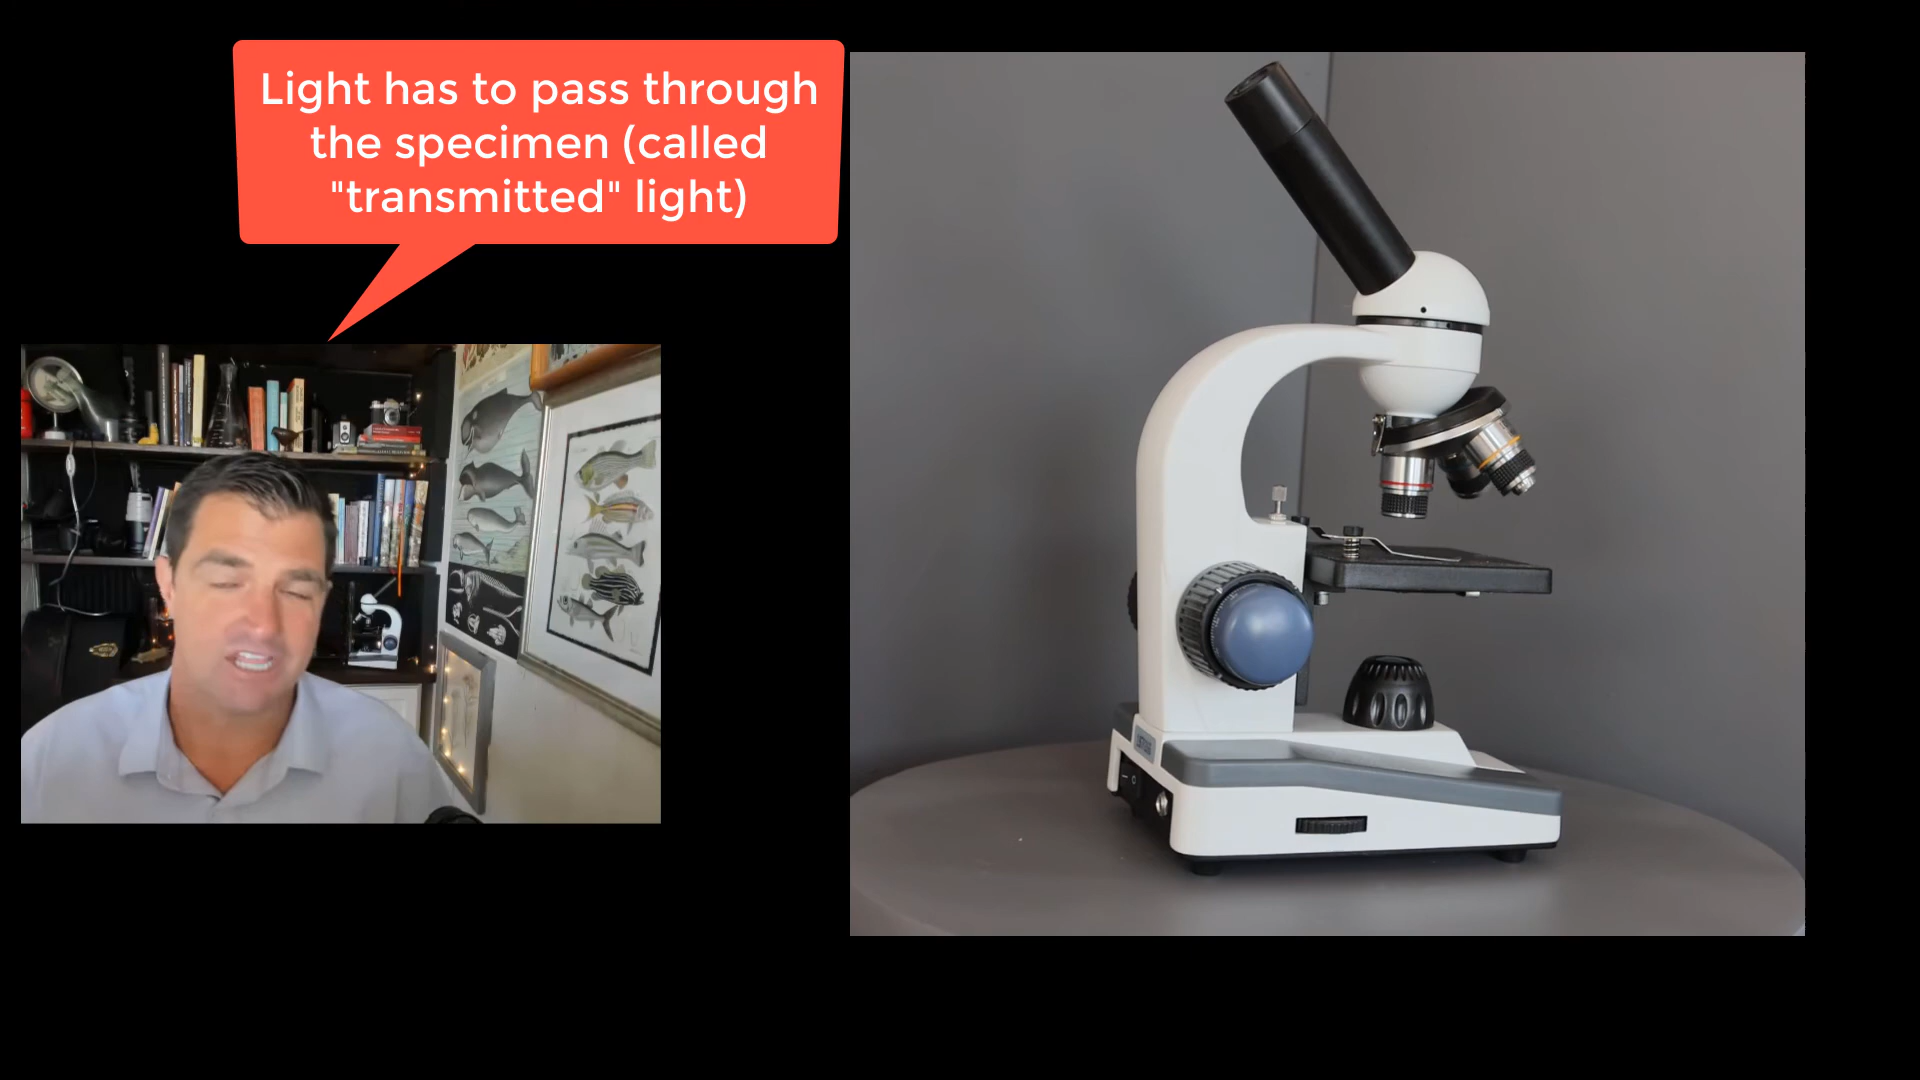 Light has to pass through
the specimen (called
"transmitted" light)